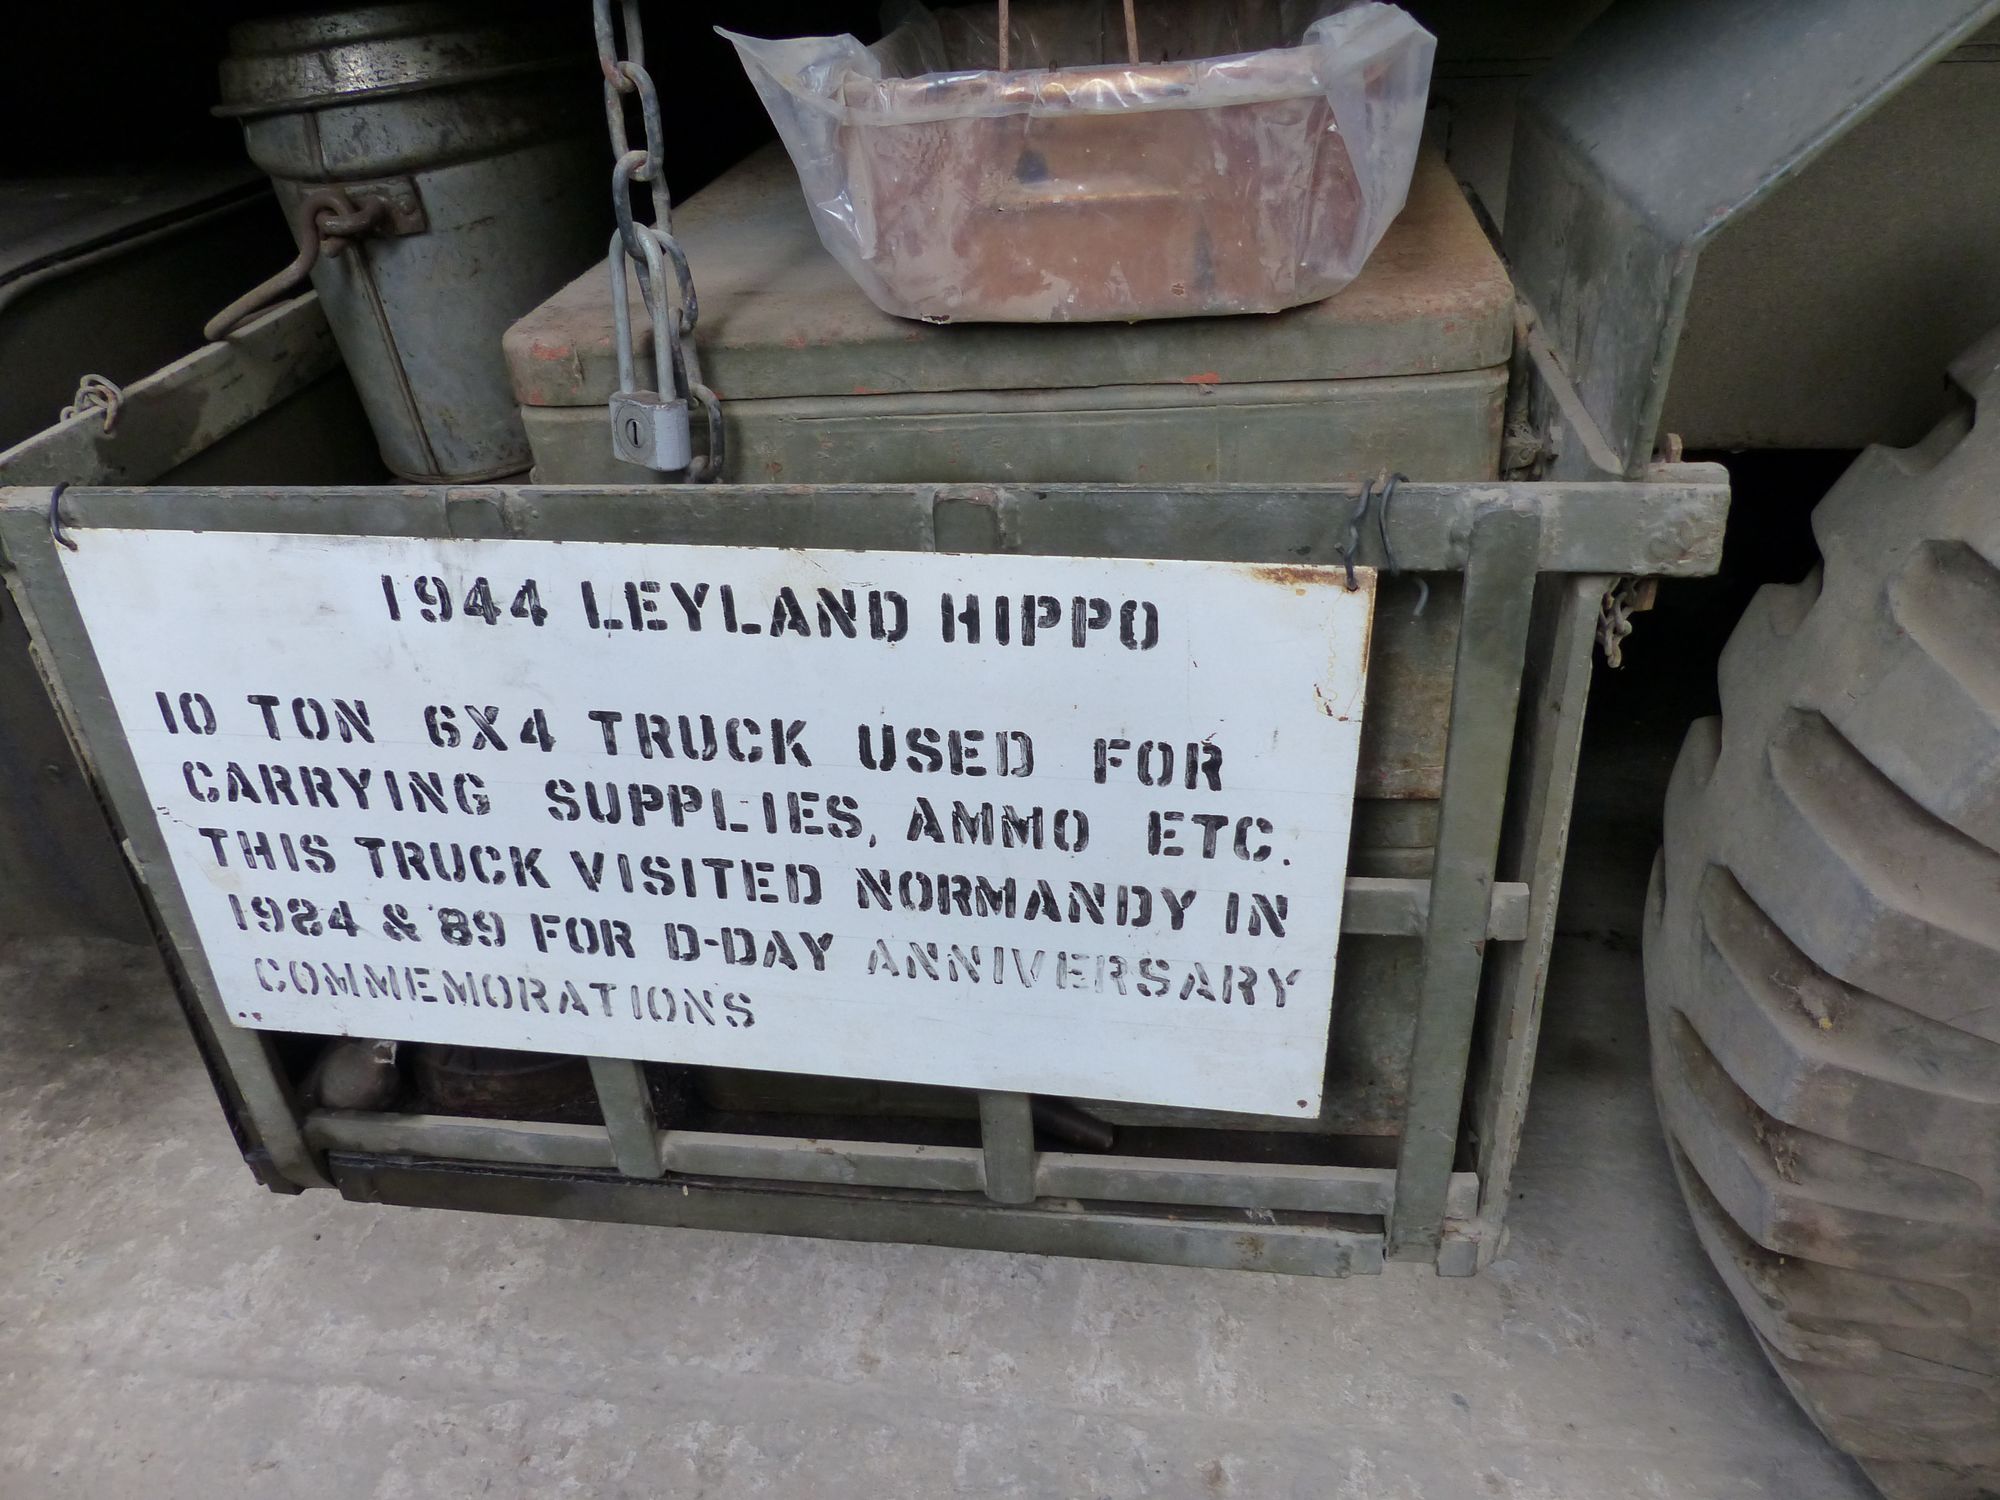 1944 LEYLAND HIPPO
10 TON 6X4 TRUCK USED FOR
CARRYING SUPPLIES, AMMO ETC.
THIS TRUCK VISITED NORMANDY IN
1984 & 89 FOR D-DAY ANNIVERSARY
COMMEMORATIONS